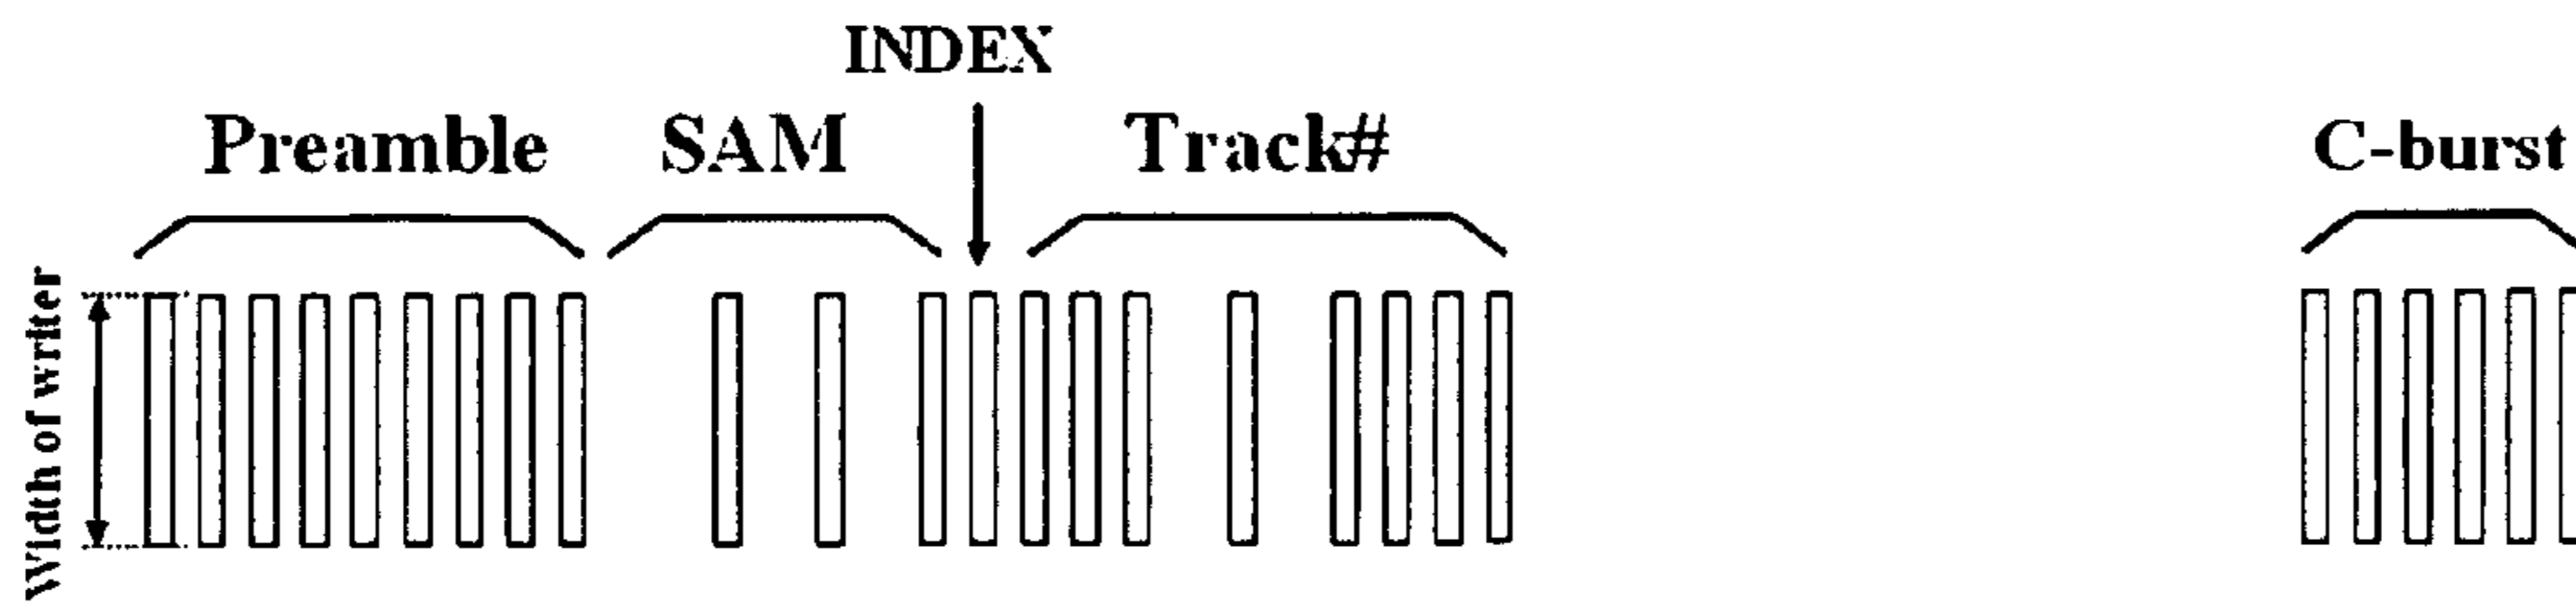 INDEX
Preamble
SAM
Track#
C-burst
Width of writer